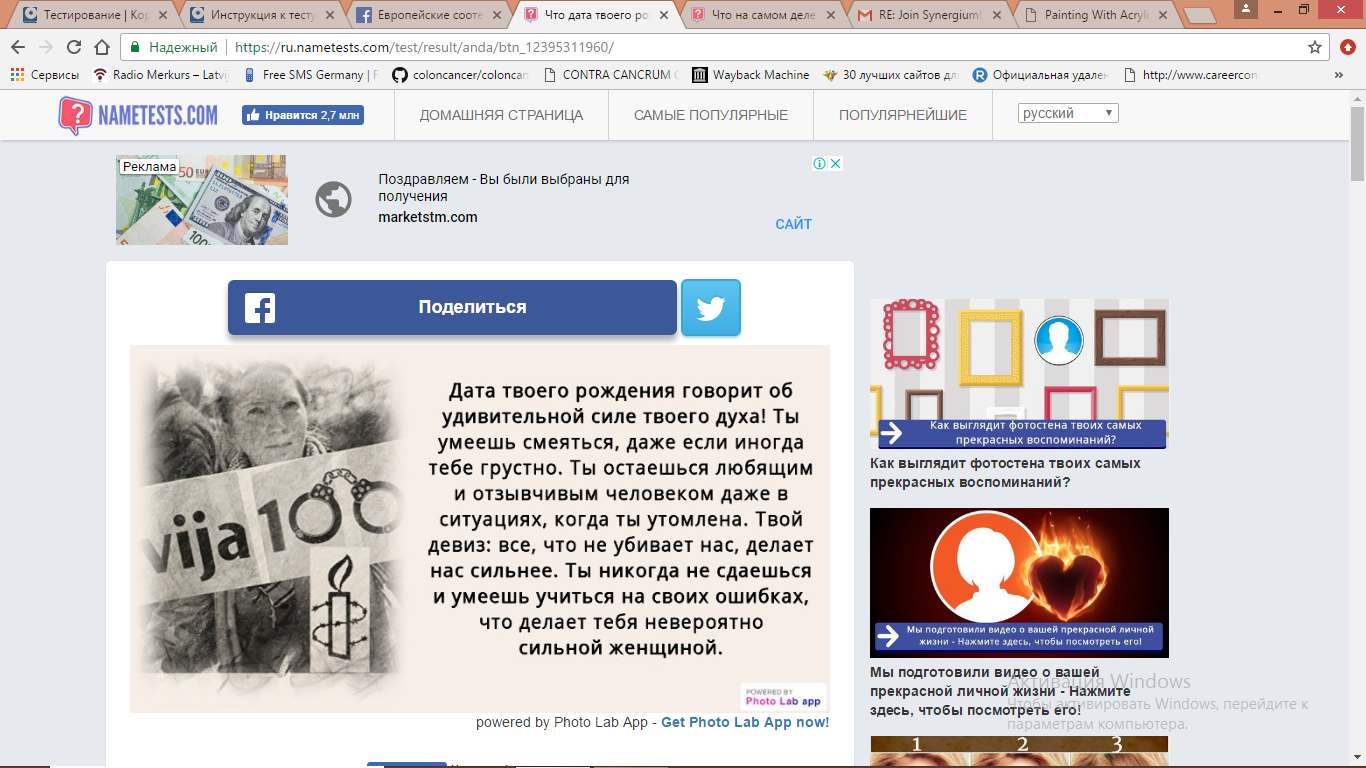 Тестирование | Кор
Инструкция к тесту
Европейские сооте
Что дата твоего ро
Что на самом деле
RE: Join Synergium!
Painting With Acryli
Надежный
https://ru.nametests.com/test/result/anda/btn_12395311960/
Сервисы
Radio Merkurs – Latvij
Free SMS Germany | F
coloncancer/coloncan
CONTRA CANCRUM C
Wayback Machine
30 лучших сайтов для
Официальная удален
http://www.careercon
»
NAMETESTS.COM
Нравится 2,7 млн
ДОМАШНЯЯ СТРАНИЦА
САМЫЕ ПОПУЛЯРНЫЕ
ПОПУЛЯРНЕЙШИЕ
русский
Реклама
Поздравляем - Вы были выбраны для
получения
marketstm.com
САЙТ
Поделиться
vija100
Дата твоего рождения говорит об
удивительной силе твоего духа! Ты
умеешь смеяться, даже если иногда
тебе грустно. Ты остаешься любящим
и отзывчивым человеком даже в
ситуациях, когда ты утомлена. Твой
девиз: все, что не убивает нас, делает
нас сильнее. Ты никогда не сдаешься
и умеешь учиться на своих ошибках,
что делает тебя невероятно
сильной женщиной.
POWERED BY
Photo Lab app
powered by Photo Lab App - Get Photo Lab App now!
Как выглядит фотостена твоих самых
прекрасных воспоминаний?
Как выглядит фотостена твоих самых
прекрасных воспоминаний?
Мы подготовили видео о вашей прекрасной личной
жизни - Нажмите здесь, чтобы посмотреть его!
Мы подготовили видео о вашей
прекрасной личной жизни - Нажмите
здесь, чтобы посмотреть его!
Активация Windows
Чтобы активировать Windows, перейдите к
параметрам компьютера.
1 2 3